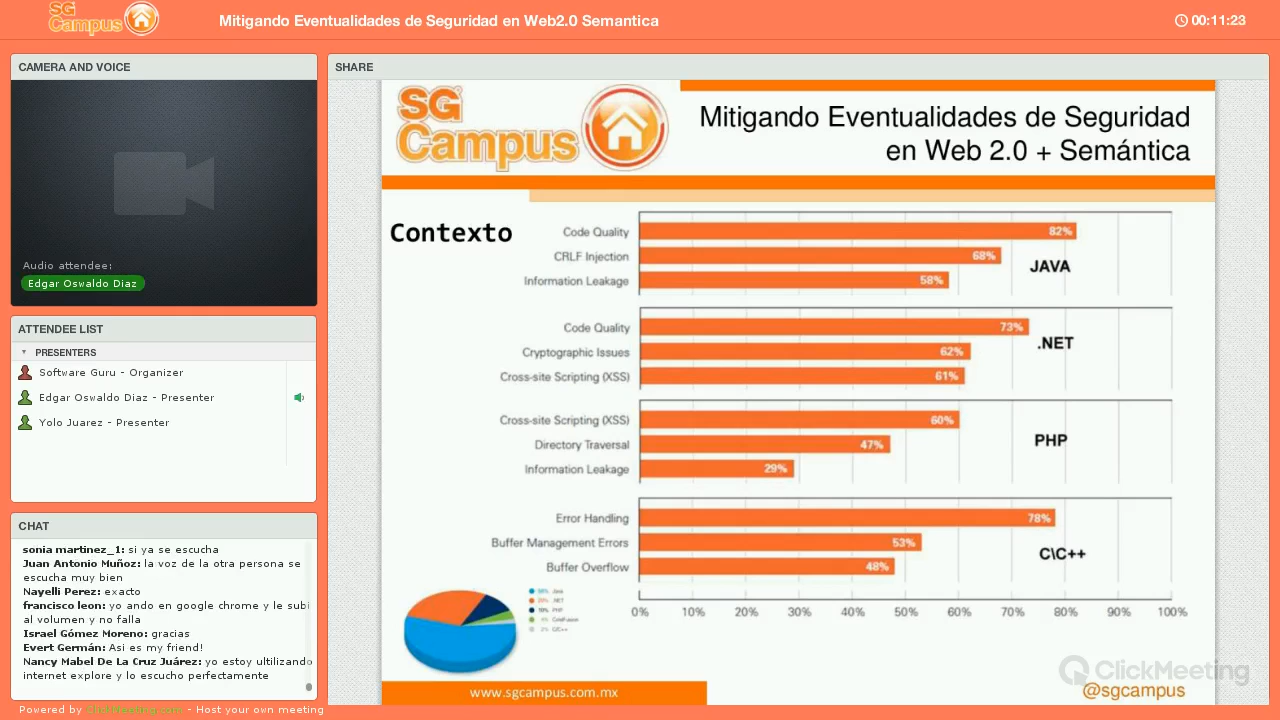 SG Campus
Mitigando Eventualidades de Seguridad en Web2.0 Semantica
00:11:23
CAMERA AND VOICE
Audio attendee:
Edgar Oswaldo Diaz
ATTENDEE LIST
PRESENTERS
Software Guru - Organizer
Edgar Oswaldo Diaz - Presenter
Yolo Juarez - Presenter
CHAT
sonia martinez_1: si ya se escucha
Juan Antonio Muñoz: la voz de la otra persona se
escucha muy bien
Nayelli Perez: exacto
francisco leon: yo ando en google chrome y le subi
al volumen y no falla
Israel Gómez Moreno: gracias
Evert Germán: Asi es my friend!
Nancy Mabel De La Cruz Juárez: yo estoy ultilizando
internet explore y lo escucho perfectamente
Powered by ClickMeeting.com - Host your own meeting
SHARE
SG
Campus
Mitigando Eventualidades de Seguridad
en Web 2.0 + Semántica
Contexto
Code Quality 82%
CRLF Injection 68%
Information Leakage 58%
JAVA
Code Quality 73%
Cryptographic Issues 62%
Cross-site Scripting (XSS) 61%
.NET
Cross-site Scripting (XSS) 60%
Directory Traversal 47%
Information Leakage 29%
PHP
Error Handling 78%
Buffer Management Errors 53%
Buffer Overflow 48%
C\C++
0% 10% 20% 30% 40% 50% 60% 70% 80% 90% 100%
Java
.NET
PHP
ColdFusion
C/C++
www.sgcampus.com.mx
ClickMeeting
@sgcampus